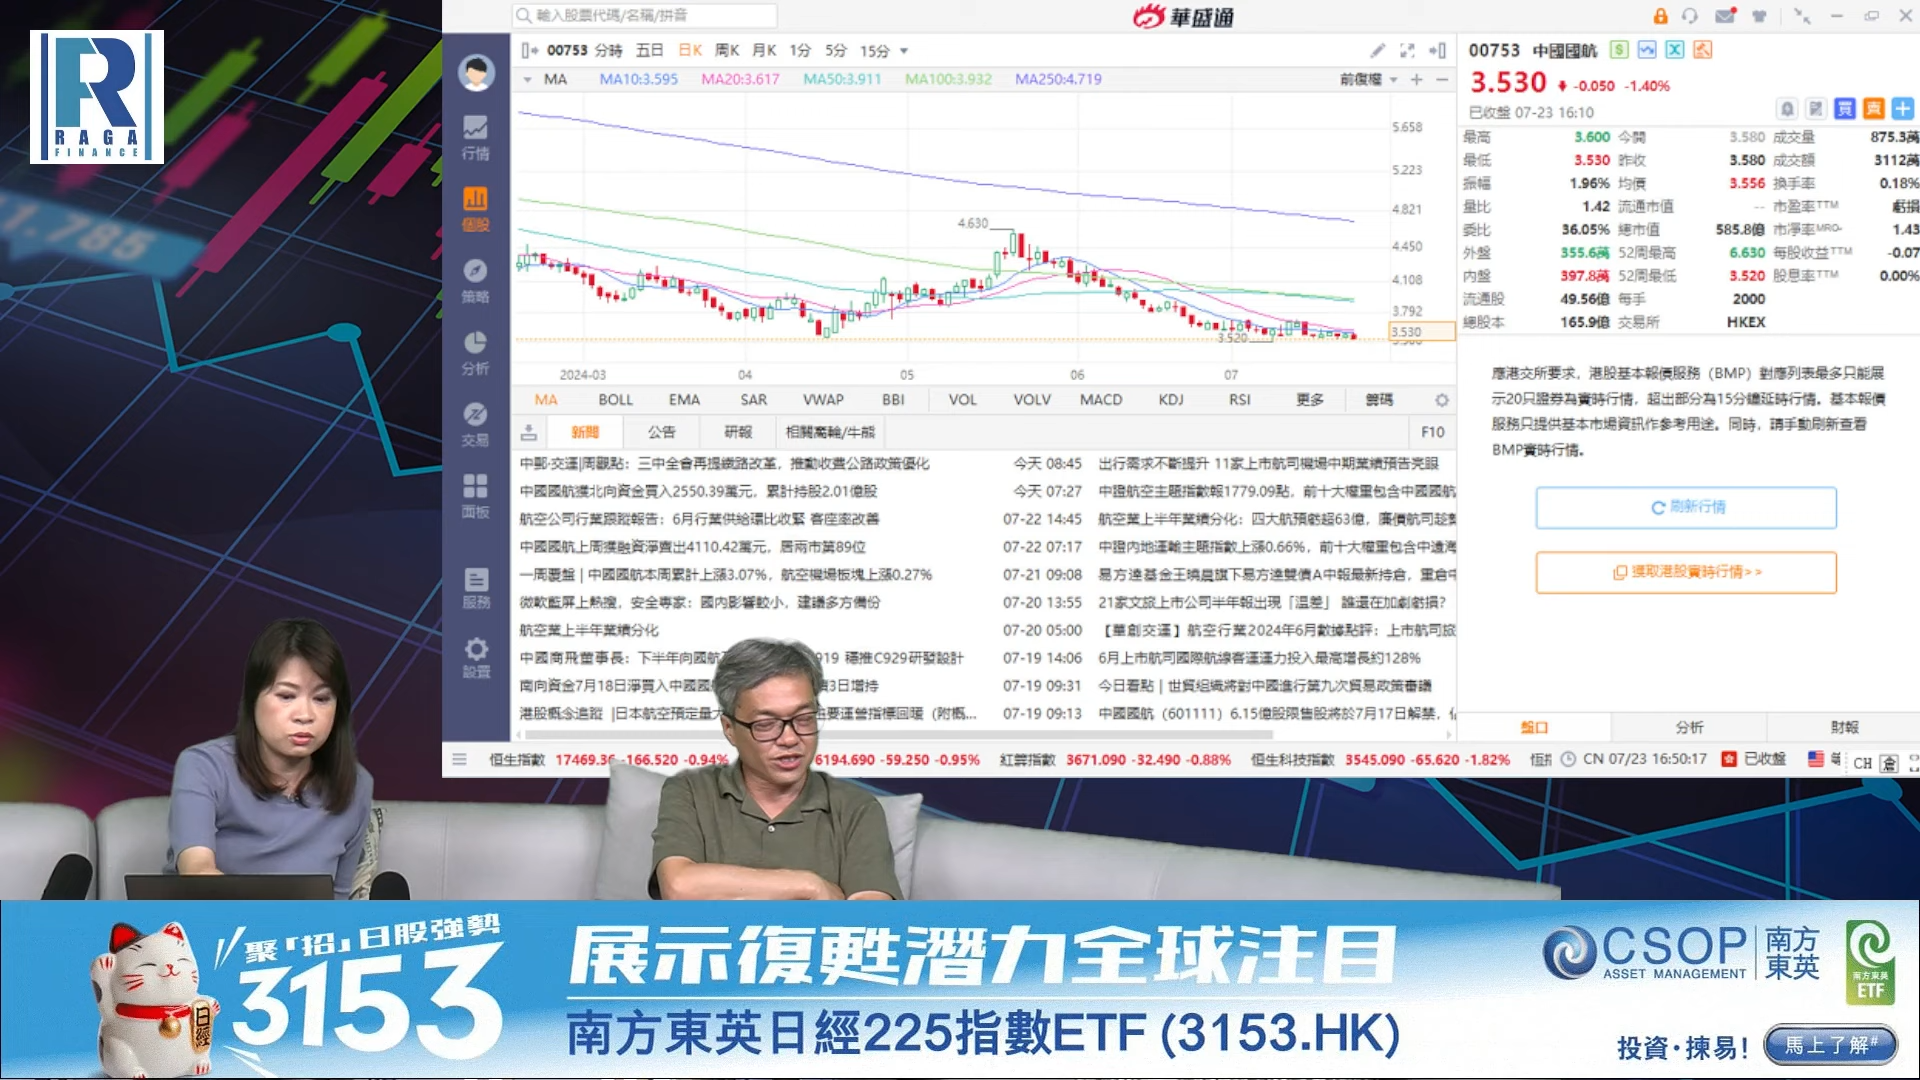 RAGA
FINANCE
1.785
輸入股票代碼/名稱/拼音
華盛通
00753 分時 五日 日K 周K 月K 1分 5分 15分
MA MA10:3.595 MA20:3.617 MA50:3.911 MA100:3.932 MA250:4.719 前復權
5.658
5.223
4.821
4.450
4.108
3.792
3.530
4.630
3.520
2024-03 04 05 06 07
MA BOLL EMA SAR VWAP BBI VOL VOLV MACD KDJ RSI 更多 籌碼
新聞 公告 研報 相關窩輪/牛熊 F10
行情
個股
策略
分析
交易
面板
服務
設置
中郵·交運|周觀點：三中全會再提鐵路改革，推動收費公路政策優化 今天 08:45 出行需求不斷提升 11家上市航司機場中期業績預告亮眼
中國國航獲北向資金買入2550.39萬元，累計持股2.01億股 今天 07:27 中證航空主題指數報1779.09點，前十大權重包含中國國航
航空公司行業跟蹤報告：6月行業供給環比收緊 客座率改善 07-22 14:45 航空業上半年業績分化：四大航預虧超63億，廉價航司趁勢
中國國航上周獲融資淨賣出4110.42萬元，居兩市第89位 07-22 07:17 中證內地運輸主題指數上漲0.66%，前十大權重包含中遠海
一周覆盤 | 中國國航本周累計上漲3.07%，航空機場板塊上漲0.27% 07-21 09:08 易方達基金王曉晨旗下易方達雙債A中報最新持倉，重倉中
微軟藍屏上熱搜，安全專家：國內影響較小，建議多方備份 07-20 13:55 21家文旅上市公司半年報出現「溫差」 誰還在加劇虧損?
航空業上半年業績分化 07-20 05:00 【華創交運】航空行業2024年6月數據點評：上市航司旅
中國商飛董事長：下半年向國航 919 穩推C929研發設計 07-19 14:06 6月上市航司國際航線客運運力投入最高增長約128%
南向資金7月18日淨買入中國國 3日增持 07-19 09:31 今日看點 | 世貿組織將對中國進行第九次貿易政策審議
港股概念追蹤 |日本航空預定量大 主要運營指標回暖（附概... 07-19 09:13 中國國航（601111）6.15億股限售股將於7月17日解禁，佔
恒生指數 17469.36 -166.520 -0.94% 6194.690 -59.250 -0.95% 紅籌指數 3671.090 -32.490 -0.88% 恒生科技指數 3545.090 -65.620 -1.82% 恒指 CN 07/23 16:50:17 已收盤 CH 倉
00753 中國國航
3.530 -0.050 -1.40%
已收盤 07-23 16:10 買 賣
最高 3.600 今開 3.580 成交量 875.3萬
最低 3.530 昨收 3.580 成交額 3112萬
振幅 1.96% 均價 3.556 換手率 0.18%
量比 1.42 流通市值 -- 市盈率TTM 虧損
委比 36.05% 總市值 585.8億 市淨率MRQ 1.43
外盤 355.6萬 52周最高 6.630 每股收益TTM -0.07
內盤 397.8萬 52周最低 3.520 股息率TTM 0.00%
流通股 49.56億 每手 2000
總股本 165.9億 交易所 HKEX
應港交所要求，港股基本報價服務（BMP）對應列表最多只能展
示20只證券為實時行情，超出部分為15分鐘延時行情。基本報價
服務只提供基本市場資訊作參考用途。同時，請手動刷新查看
BMP實時行情。
刷新行情
獲取港股實時行情>>
盤口 分析 財報
聚「招」日股強勢
3153
日經
展示復甦潛力全球注目
南方東英日經225指數ETF (3153.HK)
CSOP
ASSET MANAGEMENT
南方
東英
南方東英
ETF
投資·揀易!
馬上了解#